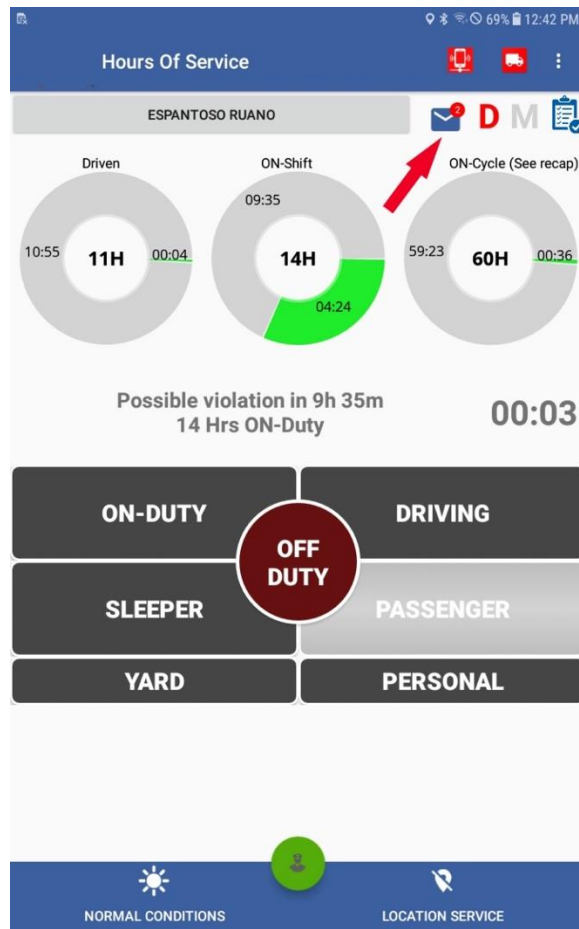 69% 12:42 PM
Hours Of Service
ESPANTOSO RUANO
2
D M
Driven
ON-Shift
ON-Cycle (See recap)
10:55
11H
00:04
09:35
14H
04:24
59:23
60H
00:36
Possible violation in 9h 35m
14 Hrs ON-Duty
00:03
ON-DUTY
DRIVING
OFF
DUTY
SLEEPER
PASSENGER
YARD
PERSONAL
NORMAL CONDITIONS
LOCATION SERVICE